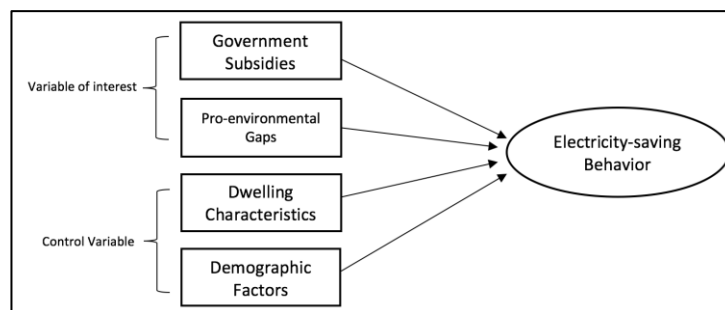 Government
Subsidies
Variable of interest
Pro-environmental
Gaps
Electricity-saving
Behavior
Dwelling
Characteristics
Control Variable
Demographic
Factors